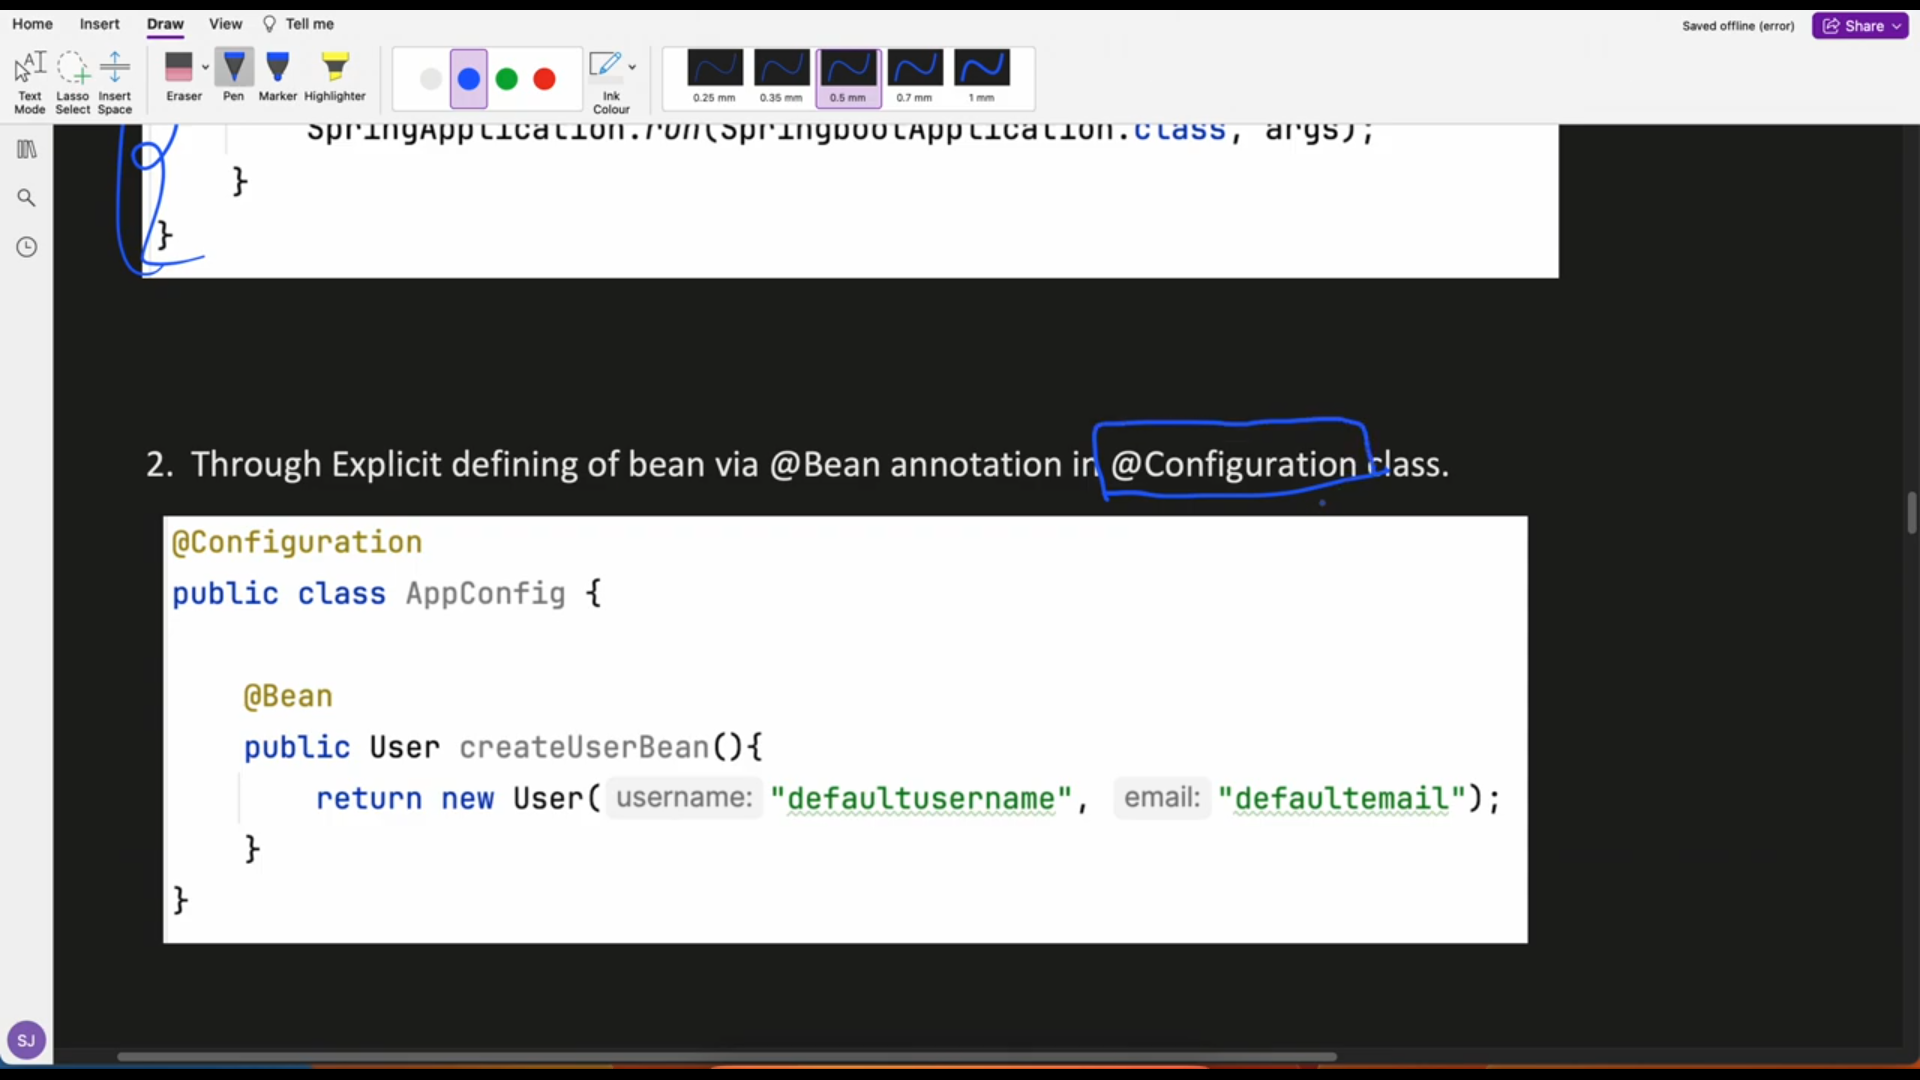 Home Insert Draw View Tell me
Saved offline (error) Share
Text Mode
Lasso Select
Insert Space
Eraser
Pen
Marker
Highlighter
Ink Colour
0.25 mm 0.35 mm 0.5 mm 0.7 mm 1 mm
SpringApplication.run(SpringbootApplication.class, args);
}
}
2. Through Explicit defining of bean via @Bean annotation in @Configuration class.
@Configuration
public class AppConfig {
@Bean
public User createUserBean(){
return new User( username: "defaultusername", email: "defaultemail");
}
}
SJ